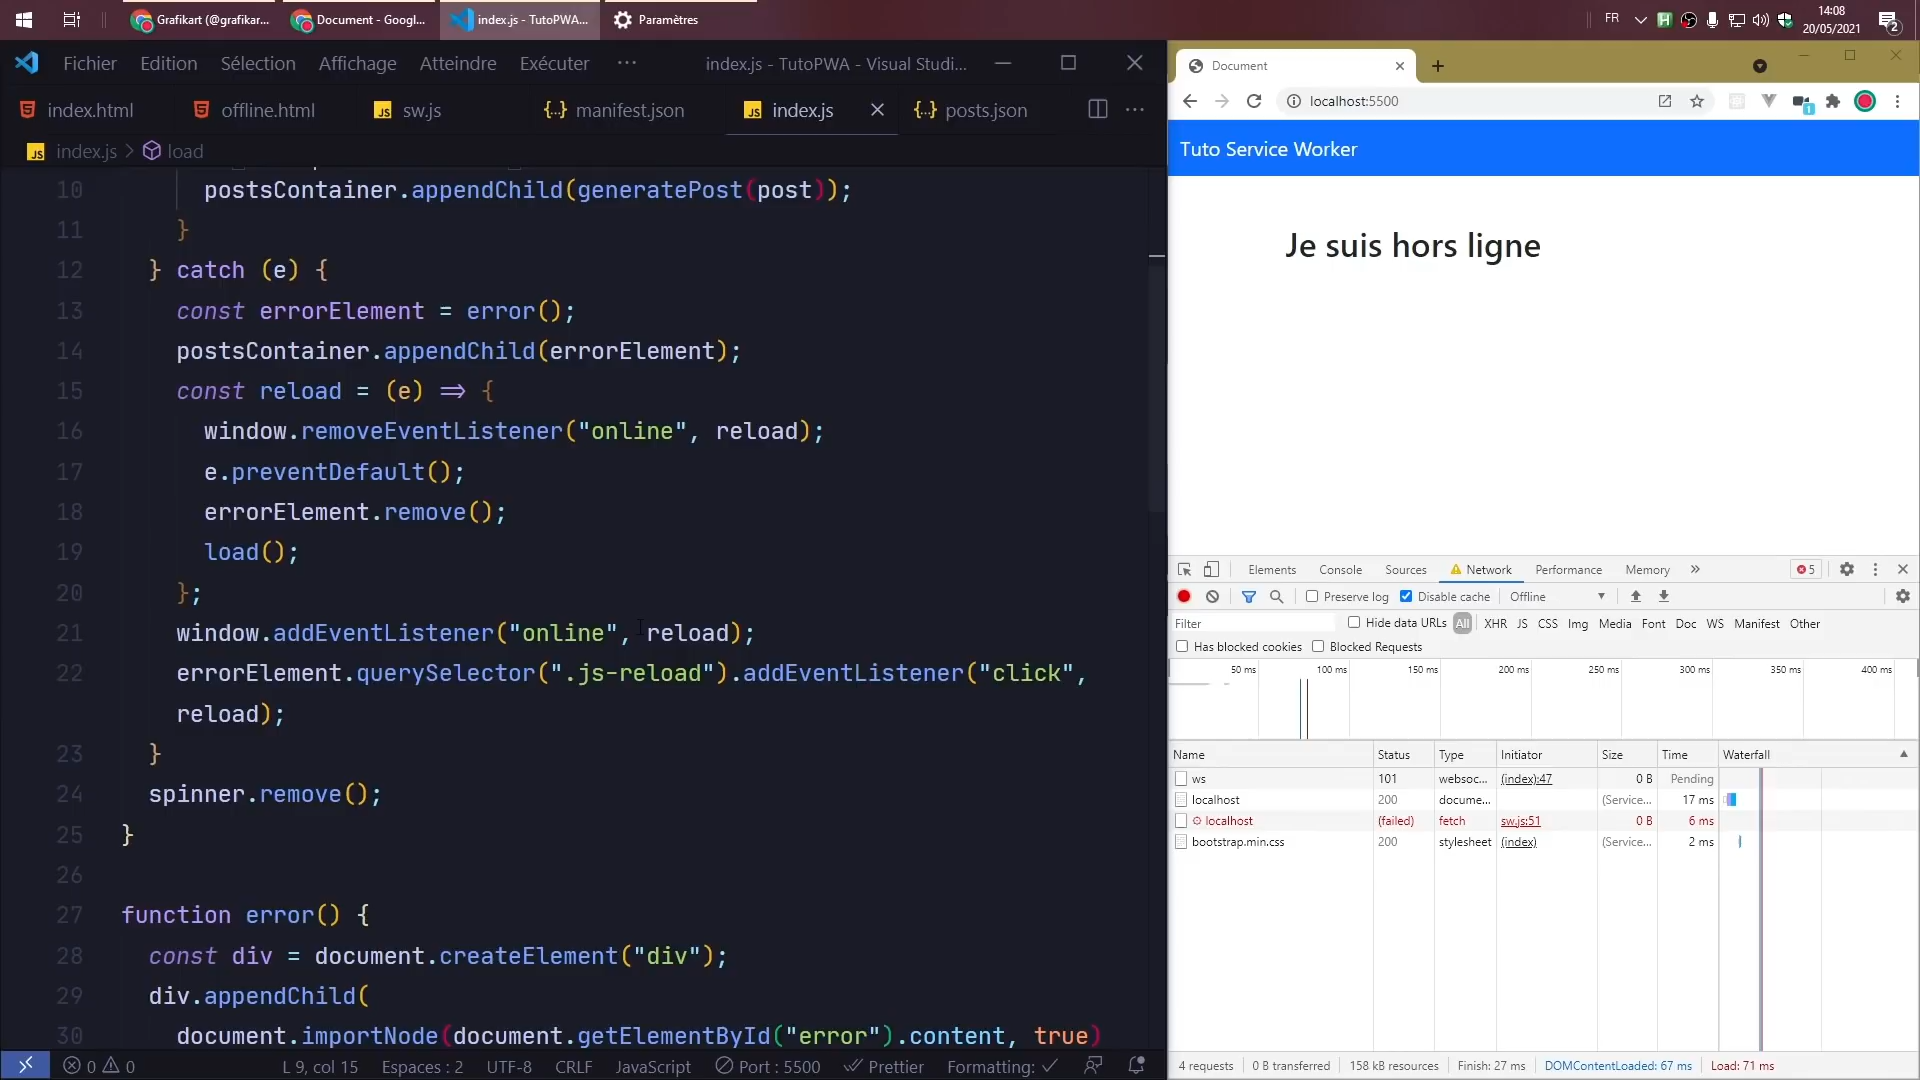 Grafikart (@grafikar...
Document - Googl...
index.js - TutoPWA...
Paramètres
FR
14:08
20/05/2021
2
Fichier Edition Sélection Affichage Atteindre Exécuter ··· index.js - TutoPWA - Visual Studi...
index.html offline.html JS sw.js {} manifest.json JS index.js {} posts.json ···
JS index.js > load
10 postsContainer.appendChild(generatePost(post));
11 }
12 } catch (e) {
13 const errorElement = error();
14 postsContainer.appendChild(errorElement);
15 const reload = (e) => {
16 window.removeEventListener("online", reload);
17 e.preventDefault();
18 errorElement.remove();
19 load();
20 };
21 window.addEventListener("online", reload);
22 errorElement.querySelector(".js-reload").addEventListener("click",
reload);
23 }
24 spinner.remove();
25 }
26
27 function error() {
28 const div = document.createElement("div");
29 div.appendChild(
30 document.importNode(document.getElementById("error").content, true)
0 0 L 9, col 15 Espaces : 2 UTF-8 CRLF JavaScript Port : 5500 Prettier Formatting: ✓
Document
localhost:5500
1
Tuto Service Worker
Je suis hors ligne
Elements Console Sources Network Performance Memory » 5
Preserve log Disable cache Offline
Filter Hide data URLs All XHR JS CSS Img Media Font Doc WS Manifest Other
Has blocked cookies Blocked Requests
50 ms 100 ms 150 ms 200 ms 250 ms 300 ms 350 ms 400 ms
Name Status Type Initiator Size Time Waterfall
ws 101 websoc... (index):47 0 B Pending
localhost 200 docume... (Service... 17 ms
localhost (failed) fetch sw.js:51 0 B 6 ms
bootstrap.min.css 200 stylesheet (index) (Service... 2 ms
4 requests 0 B transferred 158 kB resources Finish: 27 ms DOMContentLoaded: 67 ms Load: 71 ms